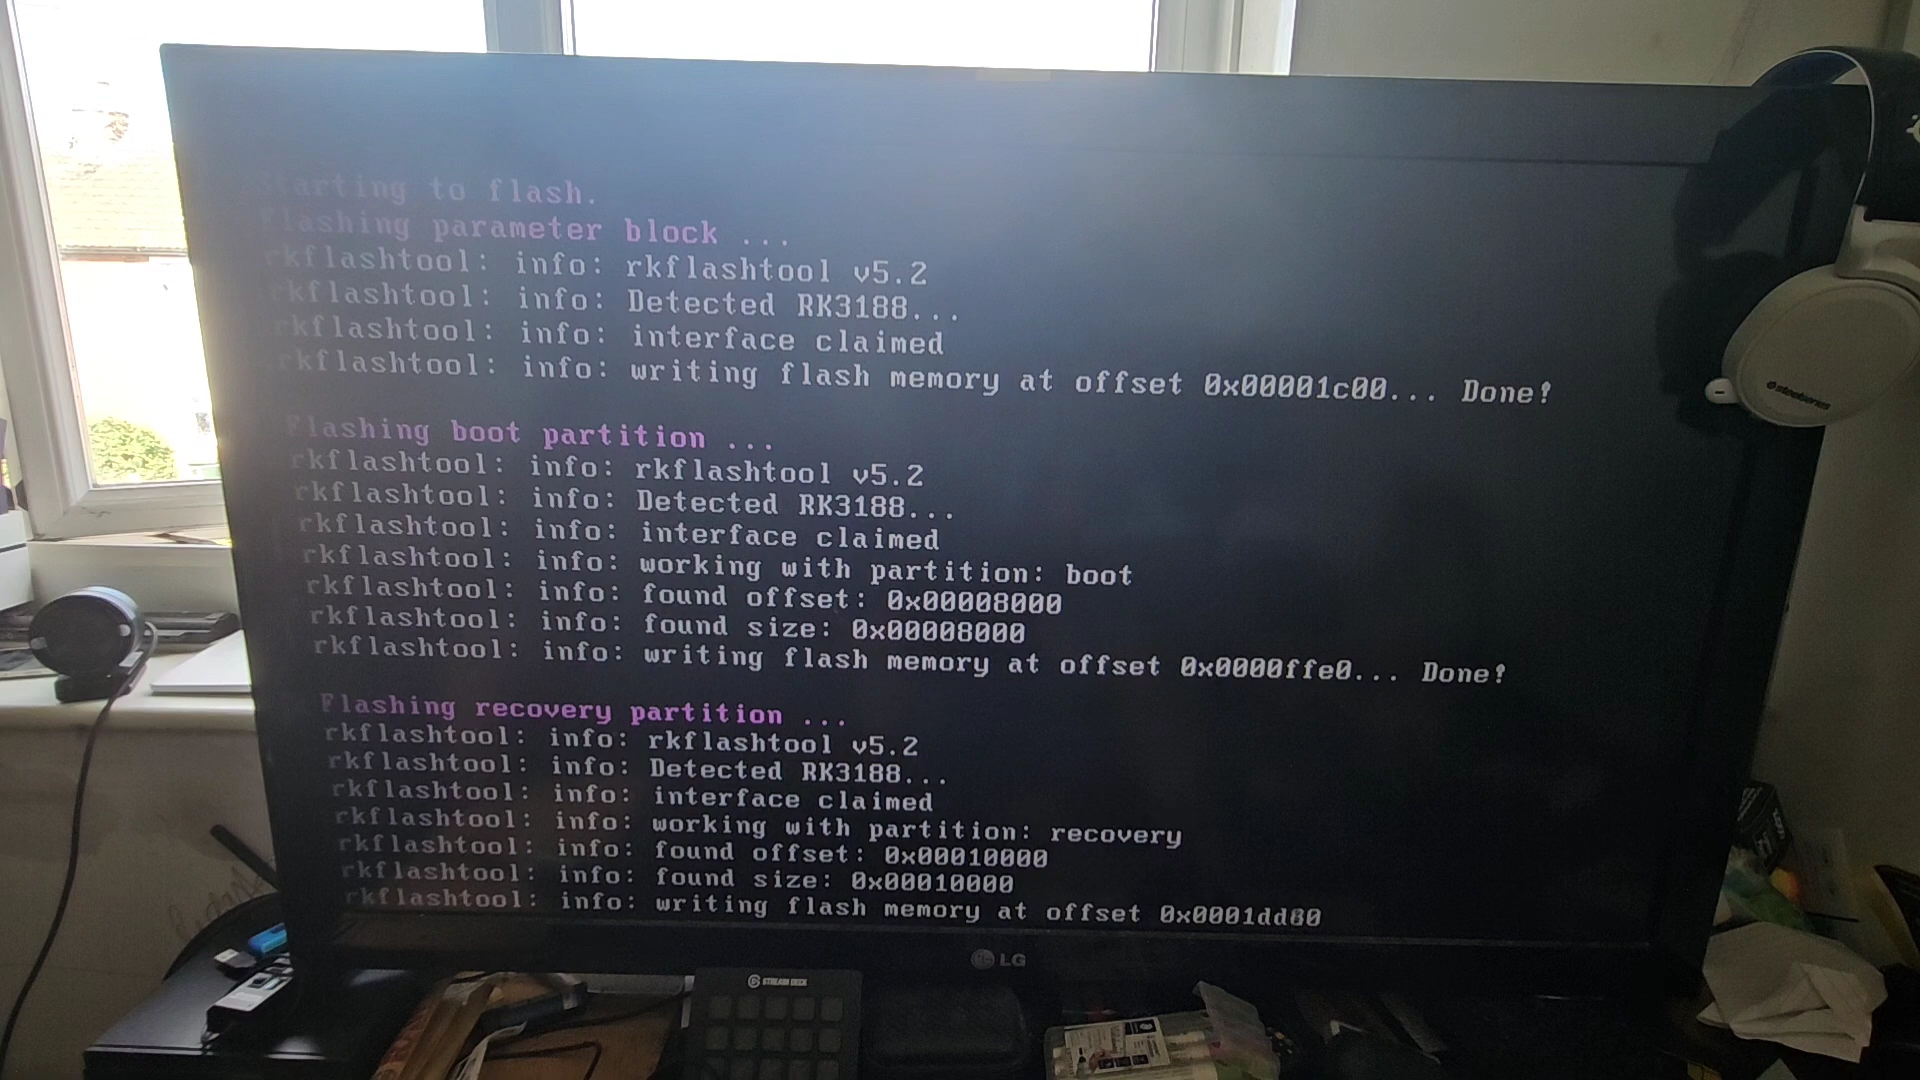 Starting to flash.
Flashing parameter block ...
rkflashtool: info: rkflashtool v5.2
rkflashtool: info: Detected RK3188...
rkflashtool: info: interface claimed
rkflashtool: info: writing flash memory at offset 0x00001c00... Done!
Flashing boot partition ...
rkflashtool: info: rkflashtool v5.2
rkflashtool: info: Detected RK3188...
rkflashtool: info: interface claimed
rkflashtool: info: working with partition: boot
rkflashtool: info: found offset: 0x00008000
rkflashtool: info: found size: 0x00008000
rkflashtool: info: writing flash memory at offset 0x0000ffe0... Done!
Flashing recovery partition ...
rkflashtool: info: rkflashtool v5.2
rkflashtool: info: Detected RK3188...
rkflashtool: info: interface claimed
rkflashtool: info: working with partition: recovery
rkflashtool: info: found offset: 0x00010000
rkflashtool: info: found size: 0x00010000
rkflashtool: info: writing flash memory at offset
LG
STREAM DECK
steelseries